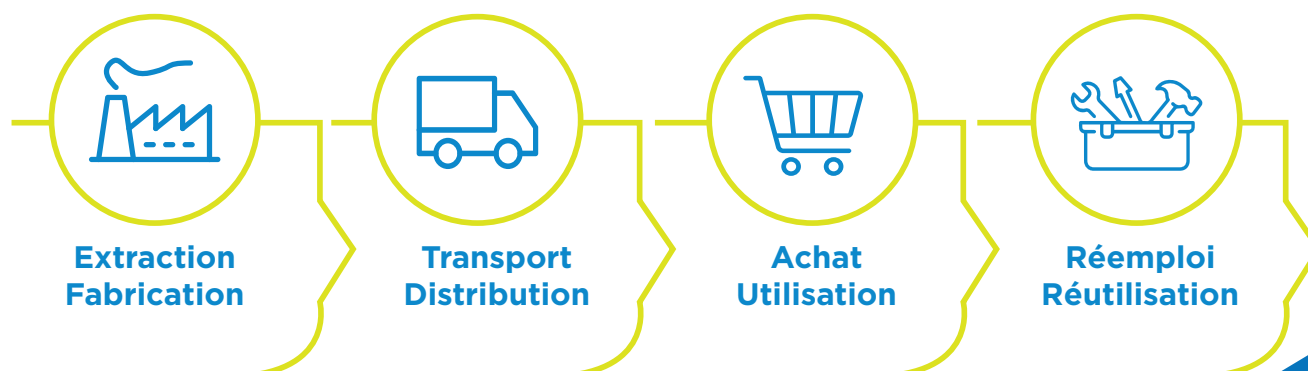 Extraction
Fabrication
Transport
Distribution
Achat
Utilisation
Réemploi
Réutilisation